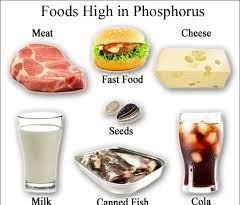 Foods High in Phosphorus
Meat
Fast Food
Cheese
Seeds
Milk
Canned Fish
Cola